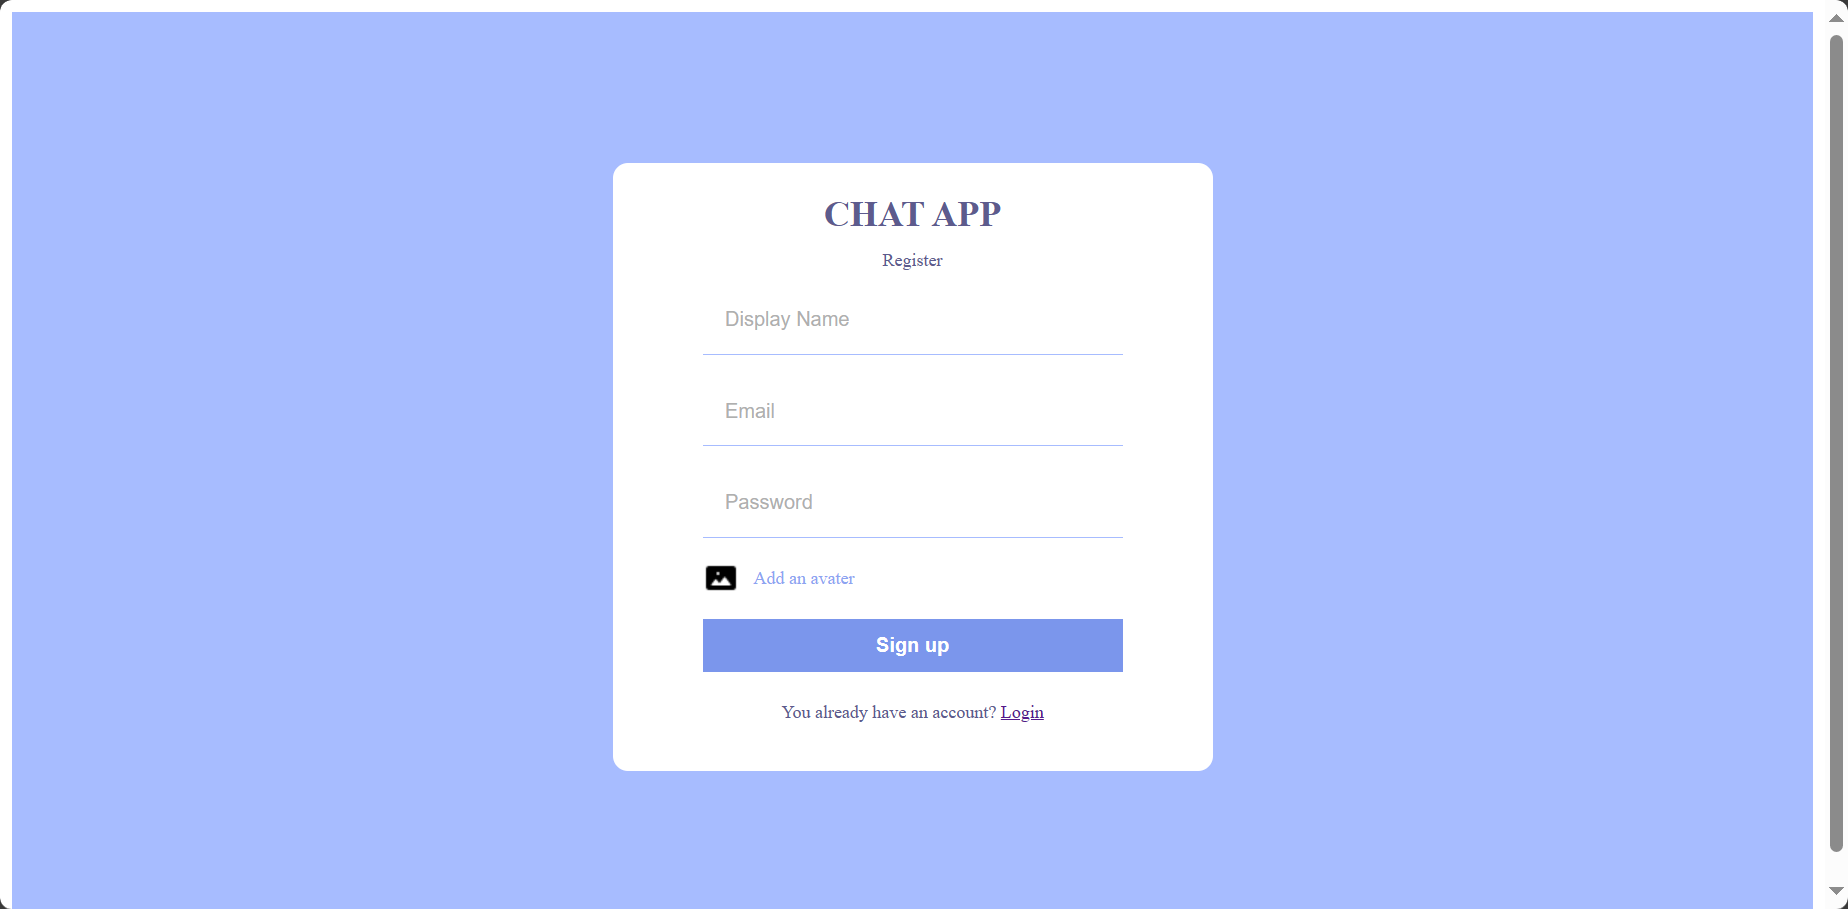 CHAT APP
Register
Display Name
Email
Password
Add an avater
Sign up
You already have an account? Login